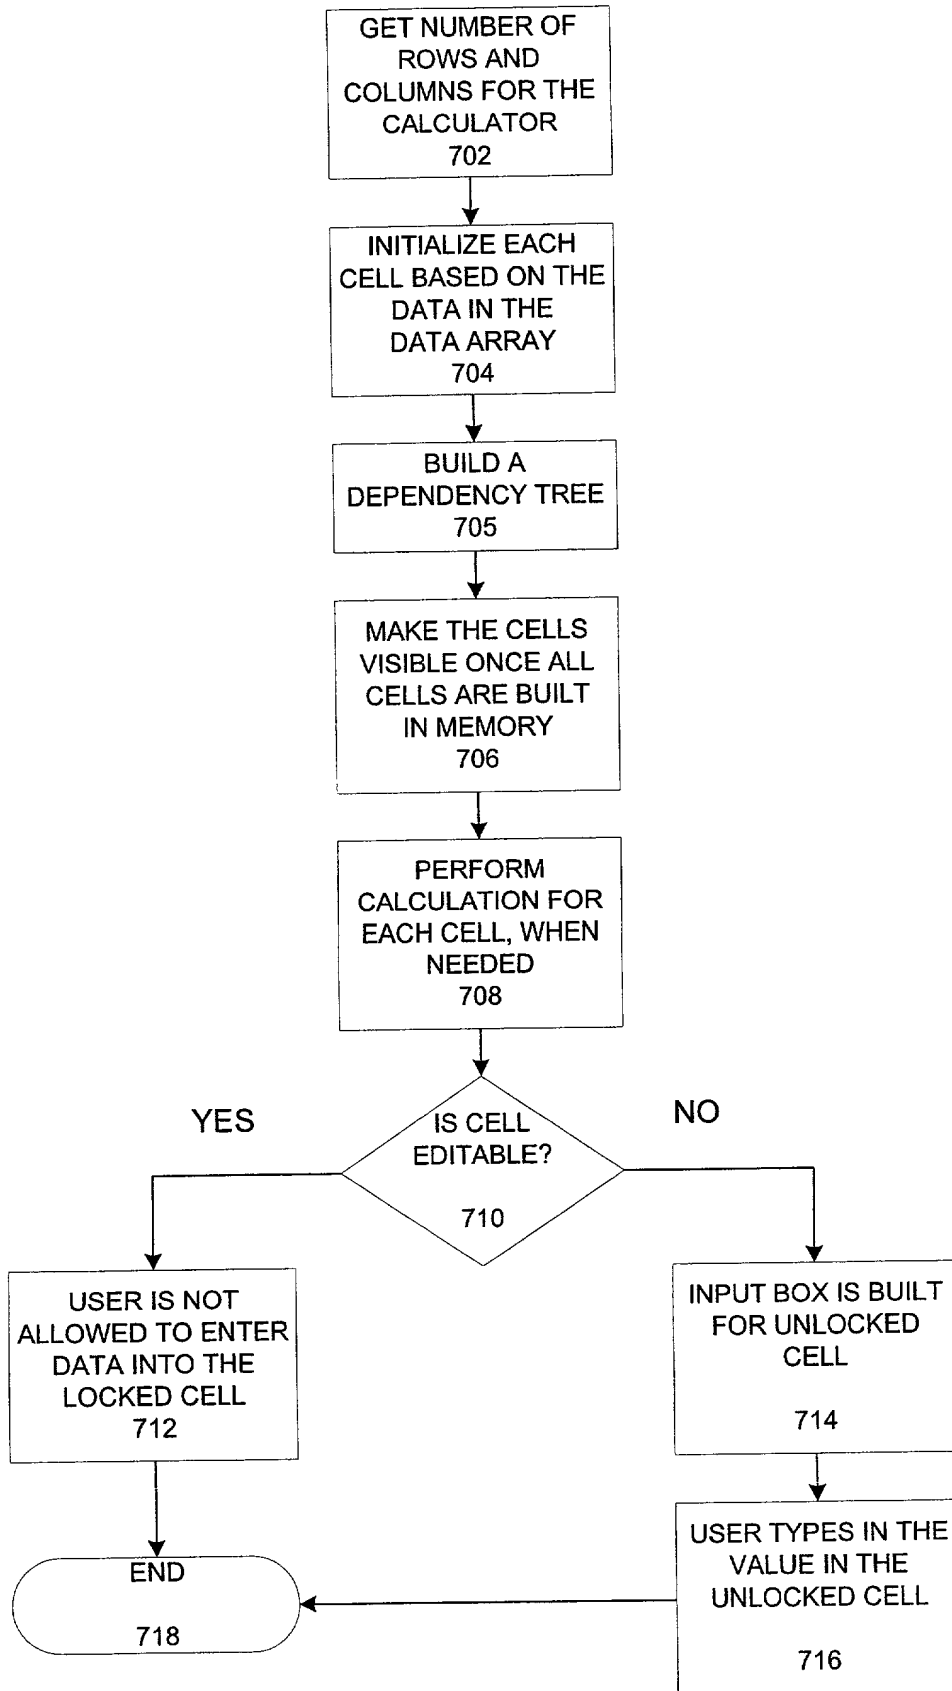 GET NUMBER OF
ROWS AND
COLUMNS FOR THE
CALCULATOR
702
INITIALIZE EACH
CELL BASED ON THE
DATA IN THE
DATA ARRAY
704
BUILD A
DEPENDENCY TREE
705
MAKE THE CELLS
VISIBLE ONCE ALL
CELLS ARE BUILT
IN MEMORY
706
PERFORM
CALCULATION FOR
EACH CELL, WHEN
NEEDED
708
IS CELL
EDITABLE?
710
YES
NO
USER IS NOT
ALLOWED TO ENTER
DATA INTO THE
LOCKED CELL
712
INPUT BOX IS BUILT
FOR UNLOCKED
CELL
714
USER TYPES IN THE
VALUE IN THE
UNLOCKED CELL
716
END
718